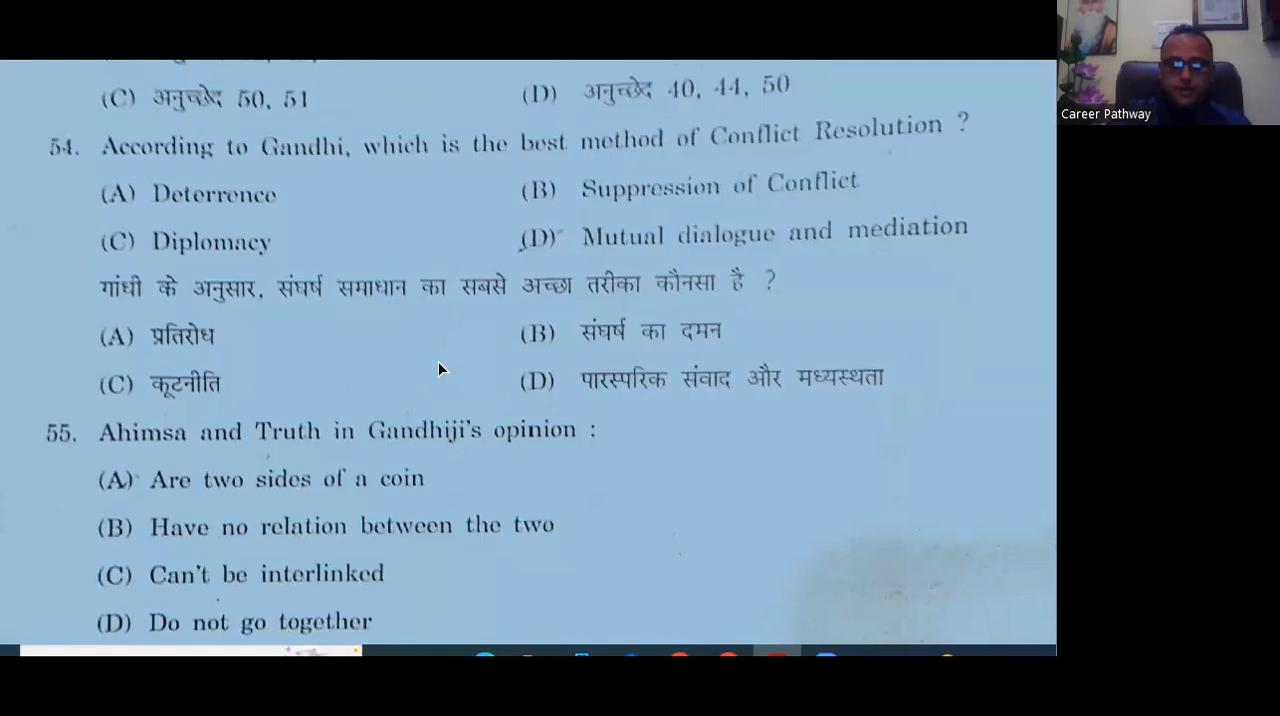 (C) अनुच्छेद 50, 51 (D) अनुच्छेद 40, 44, 50
54. According to Gandhi, which is the best method of Conflict Resolution ?
(A) Deterrence (B) Suppression of Conflict
(C) Diplomacy (D) Mutual dialogue and mediation
गांधी के अनुसार, संघर्ष समाधान का सबसे अच्छा तरीका कौनसा है ?
(A) प्रतिरोध (B) संघर्ष का दमन
(C) कूटनीति (D) पारस्परिक संवाद और मध्यस्थता
55. Ahimsa and Truth in Gandhiji's opinion :
(A) Are two sides of a coin
(B) Have no relation between the two
(C) Can't be interlinked
(D) Do not go together
Career Pathway